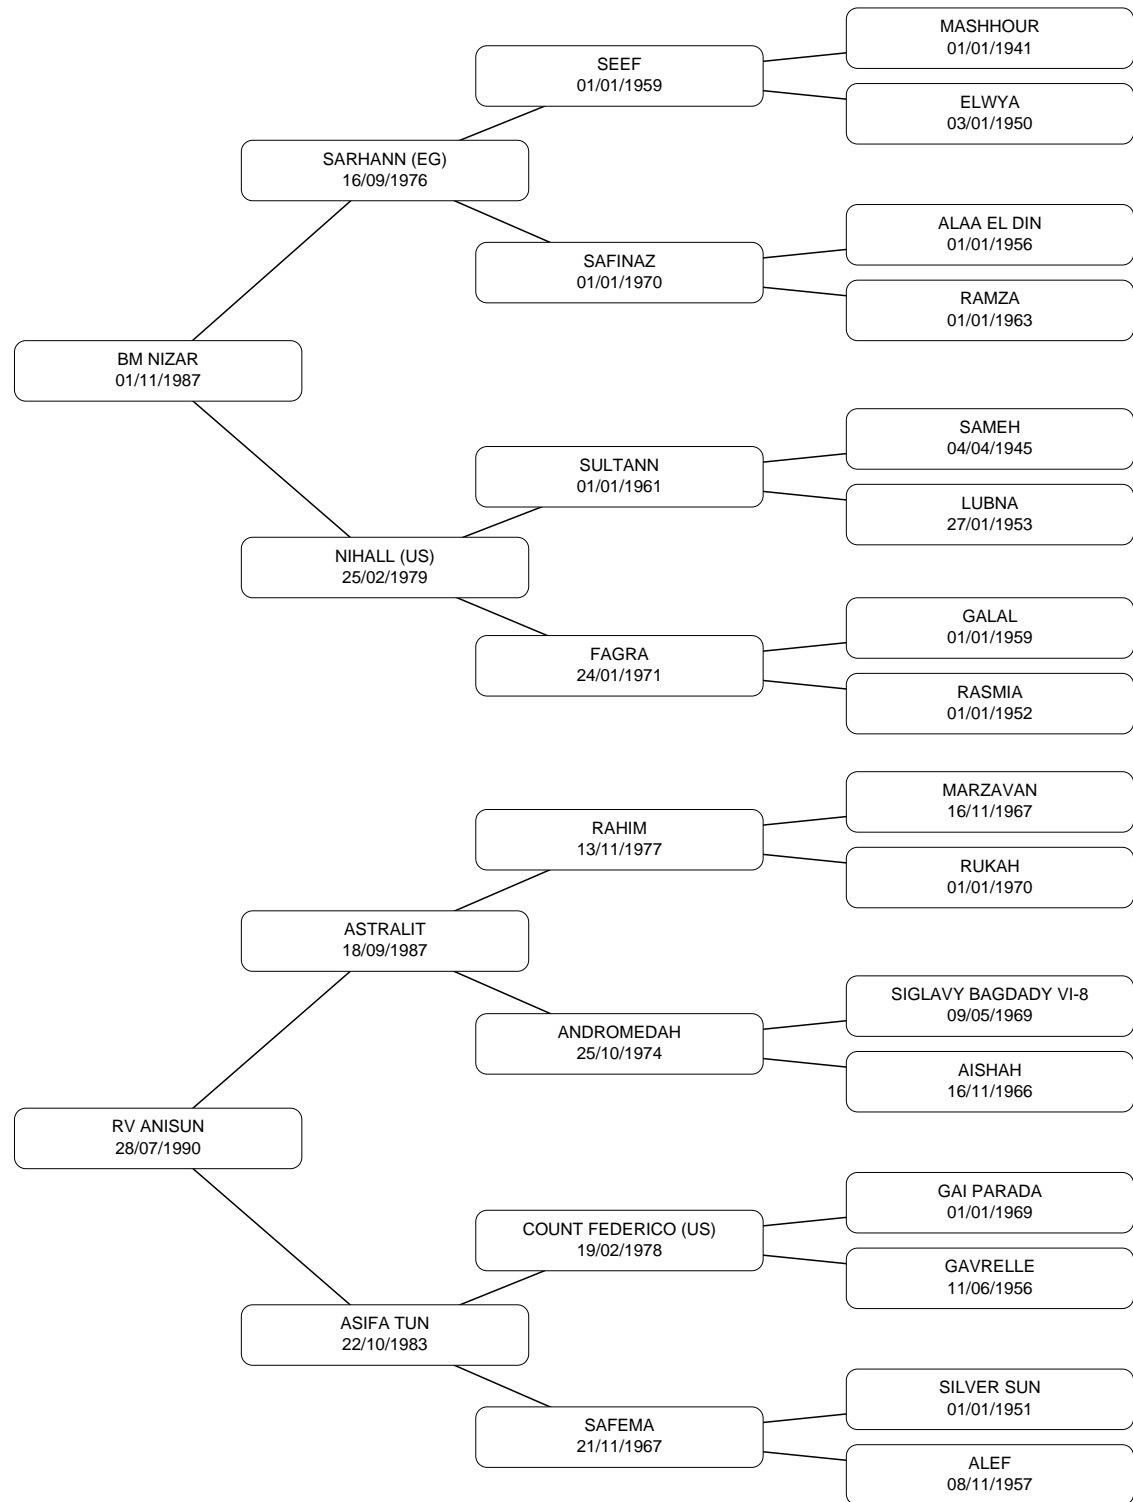 MASHHOUR
01/01/1941
SEEF
01/01/1959
ELWYA
03/01/1950
SARHANN (EG)
16/09/1976
ALAA EL DIN
01/01/1956
SAFINAZ
01/01/1970
RAMZA
01/01/1963
BM NIZAR
01/11/1987
SAMEH
04/04/1945
SULTANN
01/01/1961
LUBNA
27/01/1953
NIHALL (US)
25/02/1979
GALAL
01/01/1959
FAGRA
24/01/1971
RASMIA
01/01/1952
MARZAVAN
16/11/1967
RAHIM
13/11/1977
RUKAH
01/01/1970
ASTRALIT
18/09/1987
SIGLAVY BAGDADY VI-8
09/05/1969
ANDROMEDAH
25/10/1974
AISHAH
16/11/1966
RV ANISUN
28/07/1990
GAI PARADA
01/01/1969
COUNT FEDERICO (US)
19/02/1978
GAVRELLE
11/06/1956
ASIFA TUN
22/10/1983
SILVER SUN
01/01/1951
SAFEMA
21/11/1967
ALEF
08/11/1957